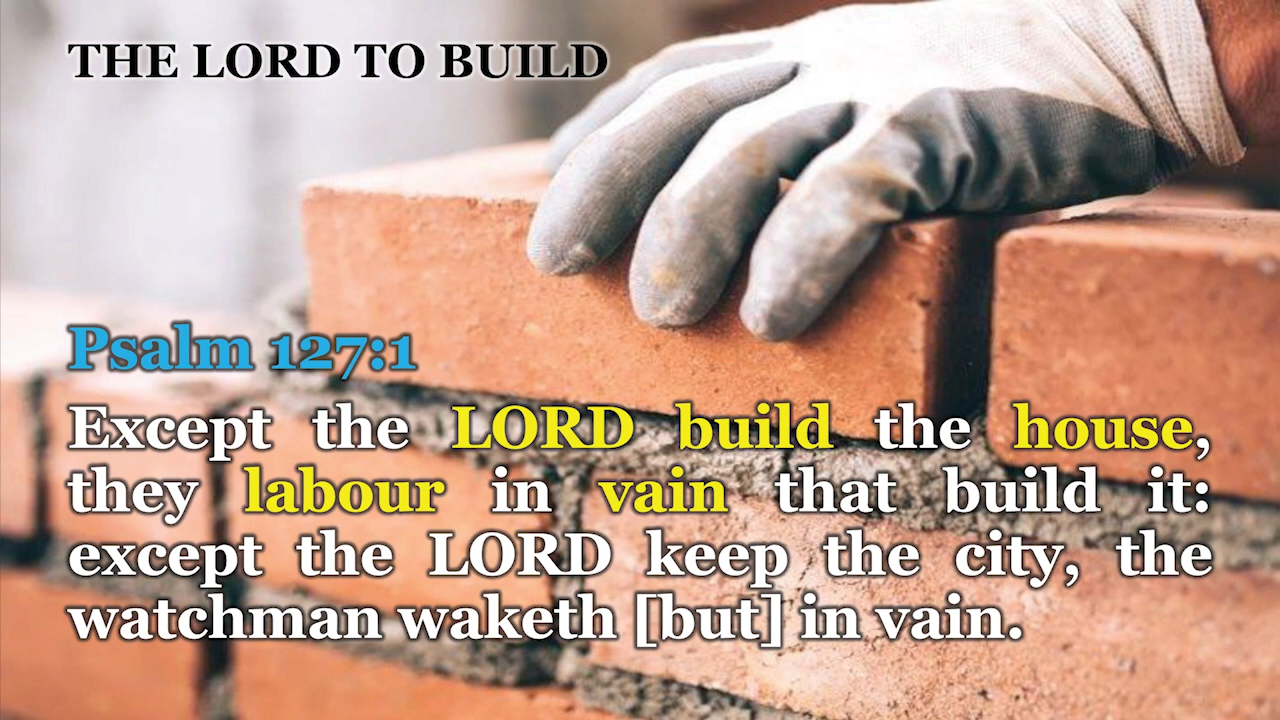 THE LORD TO BUILD
Psalm 127:1
Except the LORD build the house,
they labour in vain that build it:
except the LORD keep the city, the
watchman waketh [but] in vain.